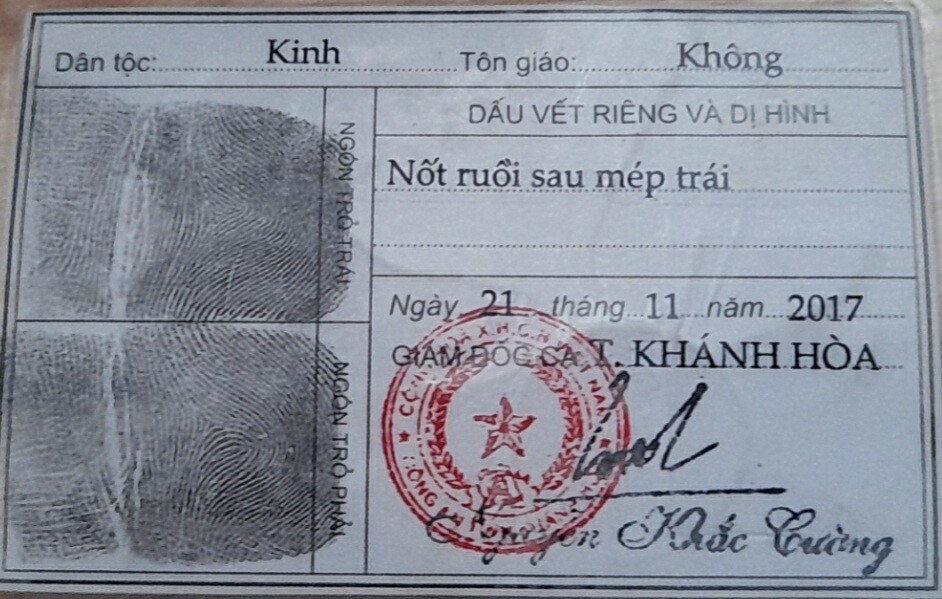 Dân tộc: Kinh Tôn giáo: Không
NGÓN TRỎ TRÁI
NGÓN TRỎ PHẢI
DẤU VẾT RIÊNG VÀ DỊ HÌNH
Nốt ruồi sau mép trái
Ngày 21 tháng 11 năm 2017
GIÁM ĐỐC CA T. KHÁNH HÒA
Nguyễn Khắc Cường